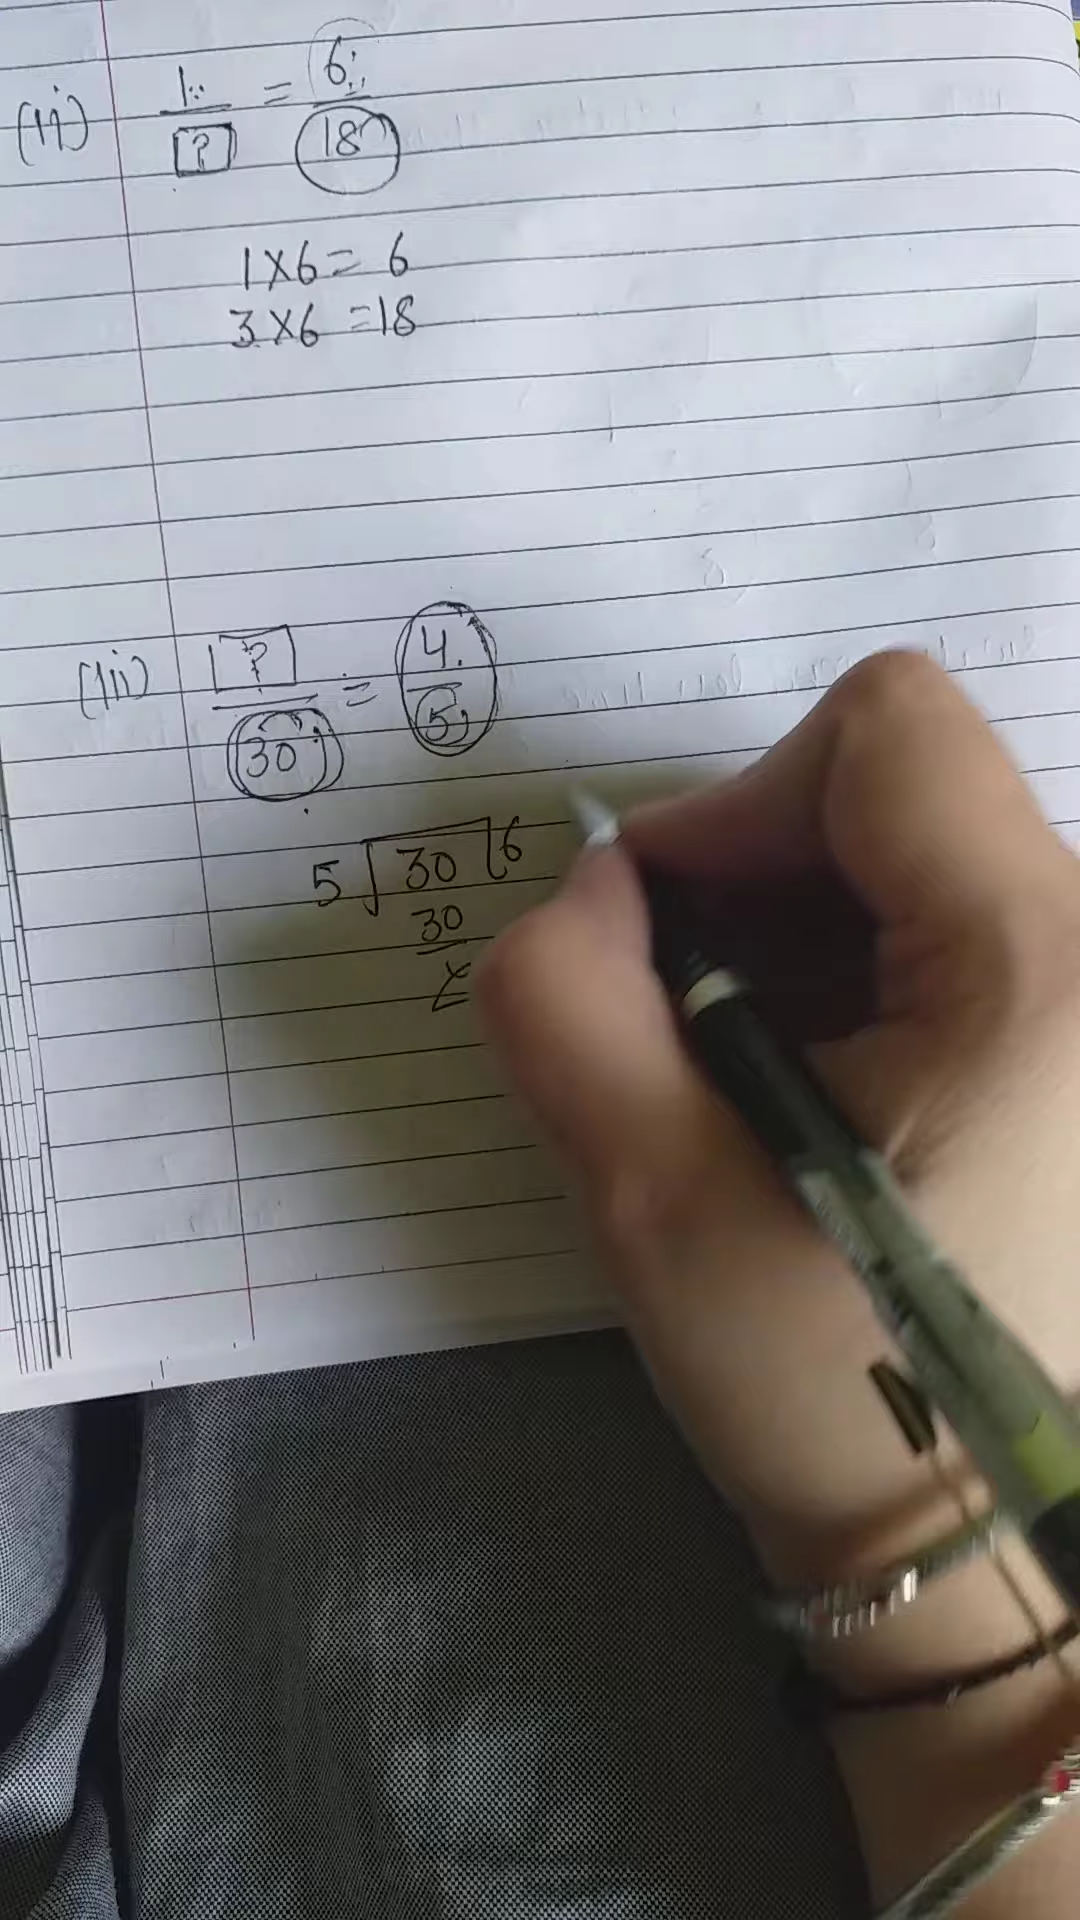 (ii) 1/? = 6/18
1×6= 6
3×6 =18
(iii) ?/30 = 4/5
5 30 6
30
×